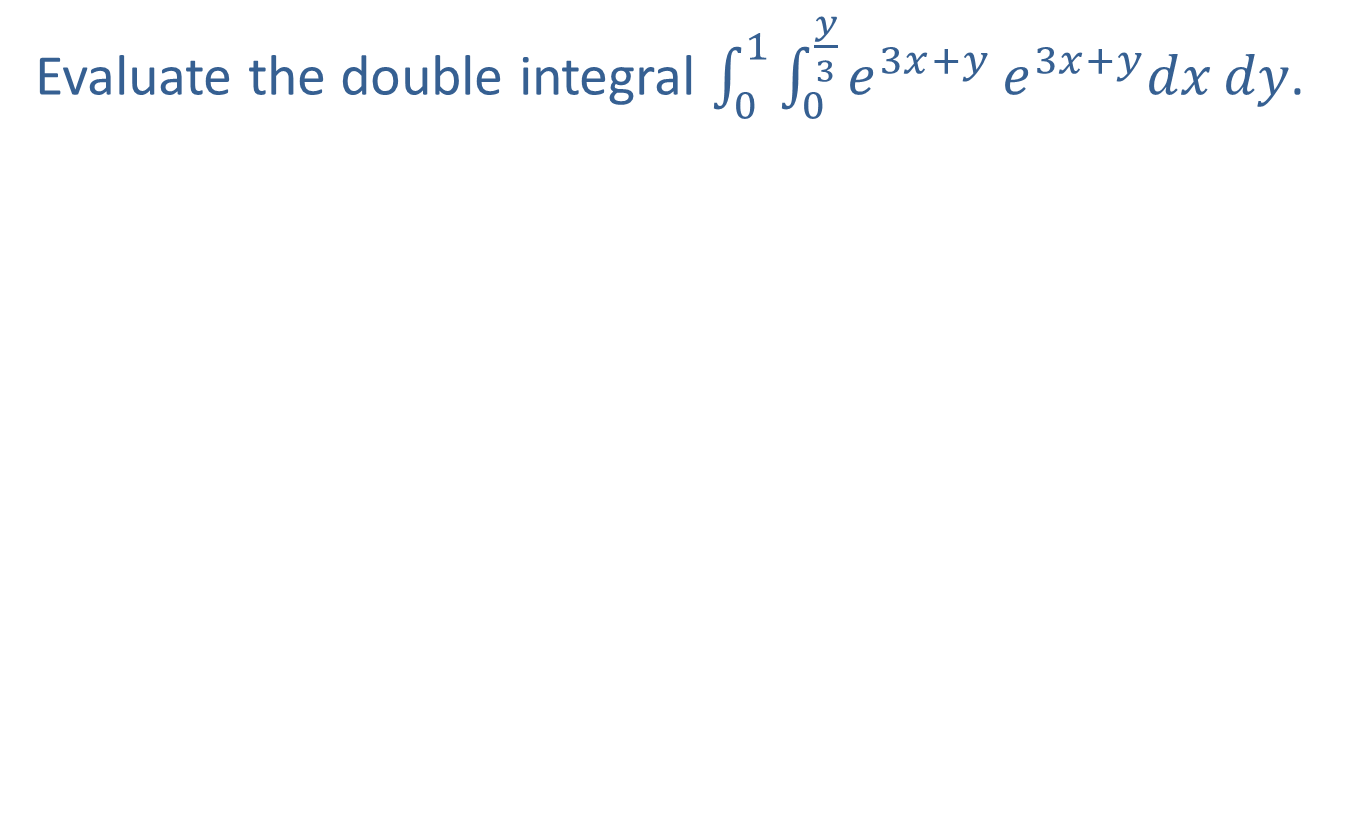 Evaluate the double integral ∫₀¹ ∫₀^{y/3} e^{3x+y} e^{3x+y} dx dy.